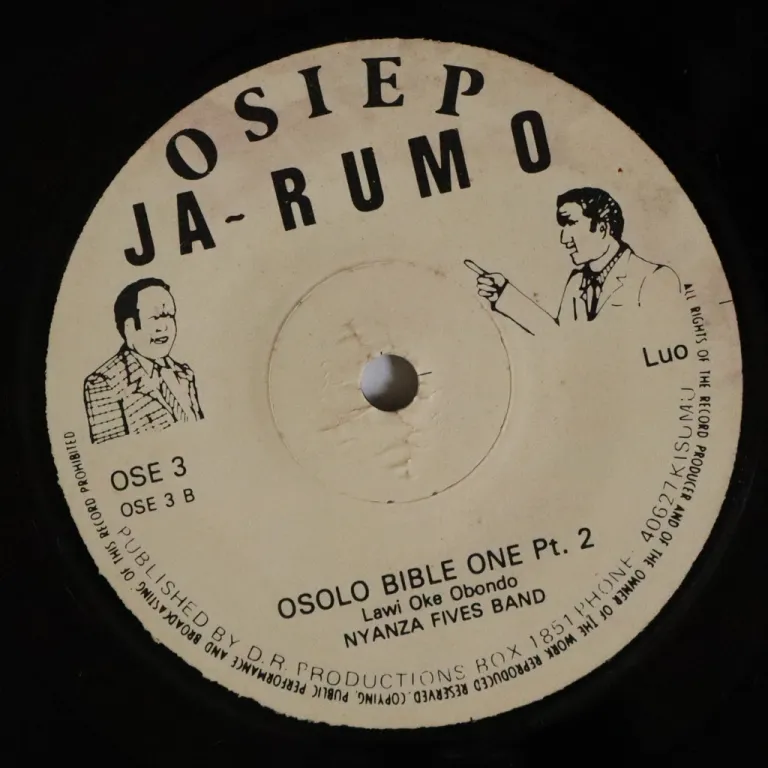 OSIEPO
JA-RUMO
Luo
OSE 3
OSE 3 B
OSOLO BIBLE ONE Pt. 2
Lawi Oke Obondo
NYANZA FIVES BAND
PUBLISHED BY D.R. PRODUCTIONS BOX 1851 PHONE: 40627 KISUMU
ALL RIGHTS OF THE RECORD PRODUCER AND OF THE OWNER OF THE WORK REPRODUCED RESERVED. COPYING, PUBLIC PERFORMANCE AND BROADCASTING OF THIS RECORD PROHIBITED